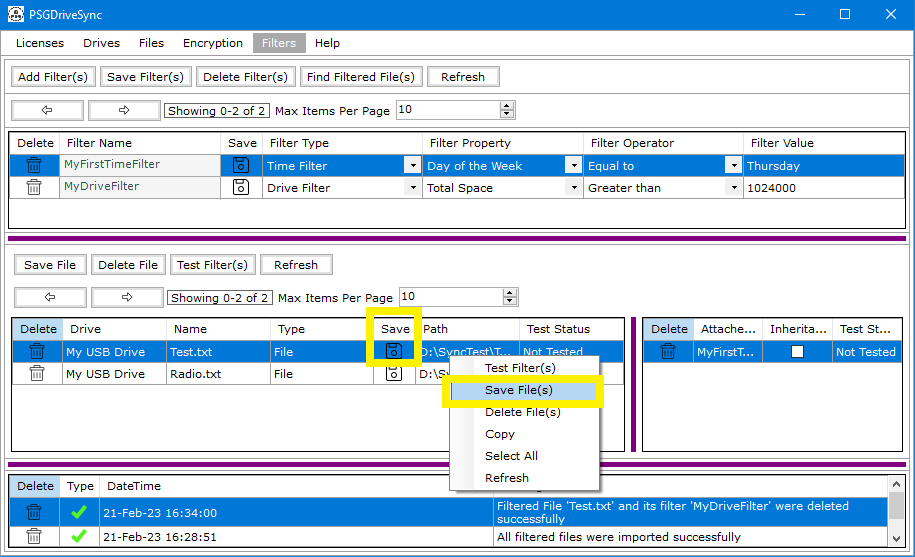 PSGDriveSync
Licenses Drives Files Encryption Filters Help
Add Filter(s) Save Filter(s) Delete Filter(s) Find Filtered File(s) Refresh
Showing 0-2 of 2 Max Items Per Page 10
Delete Filter Name Save Filter Type Filter Property Filter Operator Filter Value
MyFirstTimeFilter Time Filter Day of the Week Equal to Thursday
MyDriveFilter Drive Filter Total Space Greater than 1024000
Save File Delete File Test Filter(s) Refresh
Showing 0-2 of 2 Max Items Per Page 10
Delete Drive Name Type Save Path Test Status Delete Attache... Inherita... Test St...
My USB Drive Test.txt File D:\SyncTest\T... Not Tested MyFirstT... Not Tested
My USB Drive Radio.txt File
Test Filter(s)
Save File(s)
Delete File(s)
Copy
Select All
Refresh
Delete Type DateTime
21-Feb-23 16:34:00 Filtered File 'Test.txt' and its filter 'MyDriveFilter' were deleted
successfully
21-Feb-23 16:28:51 All filtered files were imported successfully